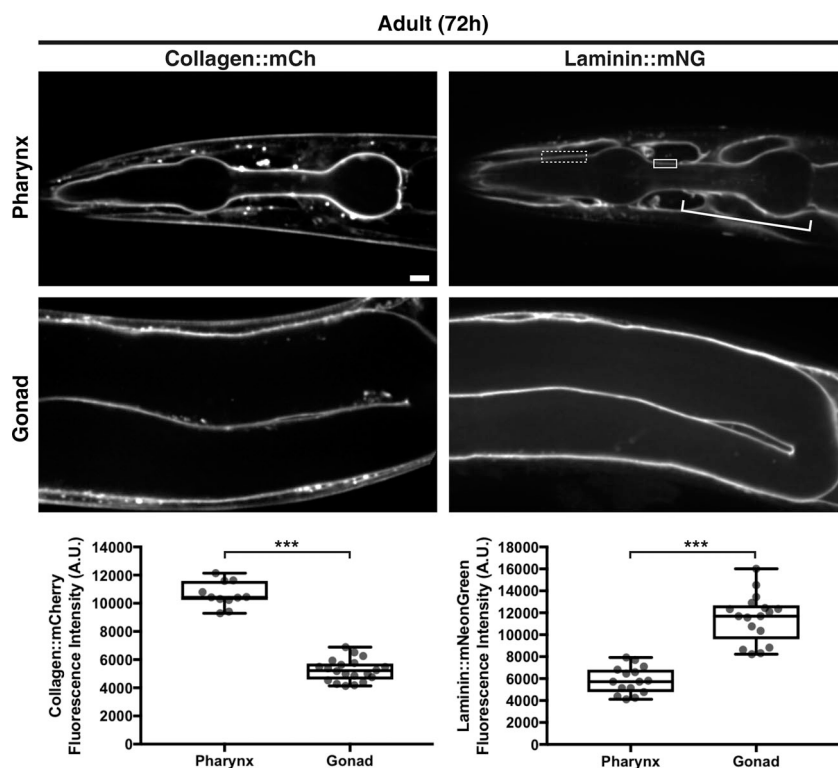 Adult (72h)
Collagen::mCh
Laminin::mNG
Pharynx
Gonad
Collagen::mCherry
Fluorescence Intensity (A.U.)
14000
12000
10000
8000
6000
4000
2000
0
***
Pharynx
Gonad
Laminin::mNeonGreen
Fluorescence Intensity (A.U.)
18000
16000
14000
12000
10000
8000
6000
4000
2000
0
***
Pharynx
Gonad